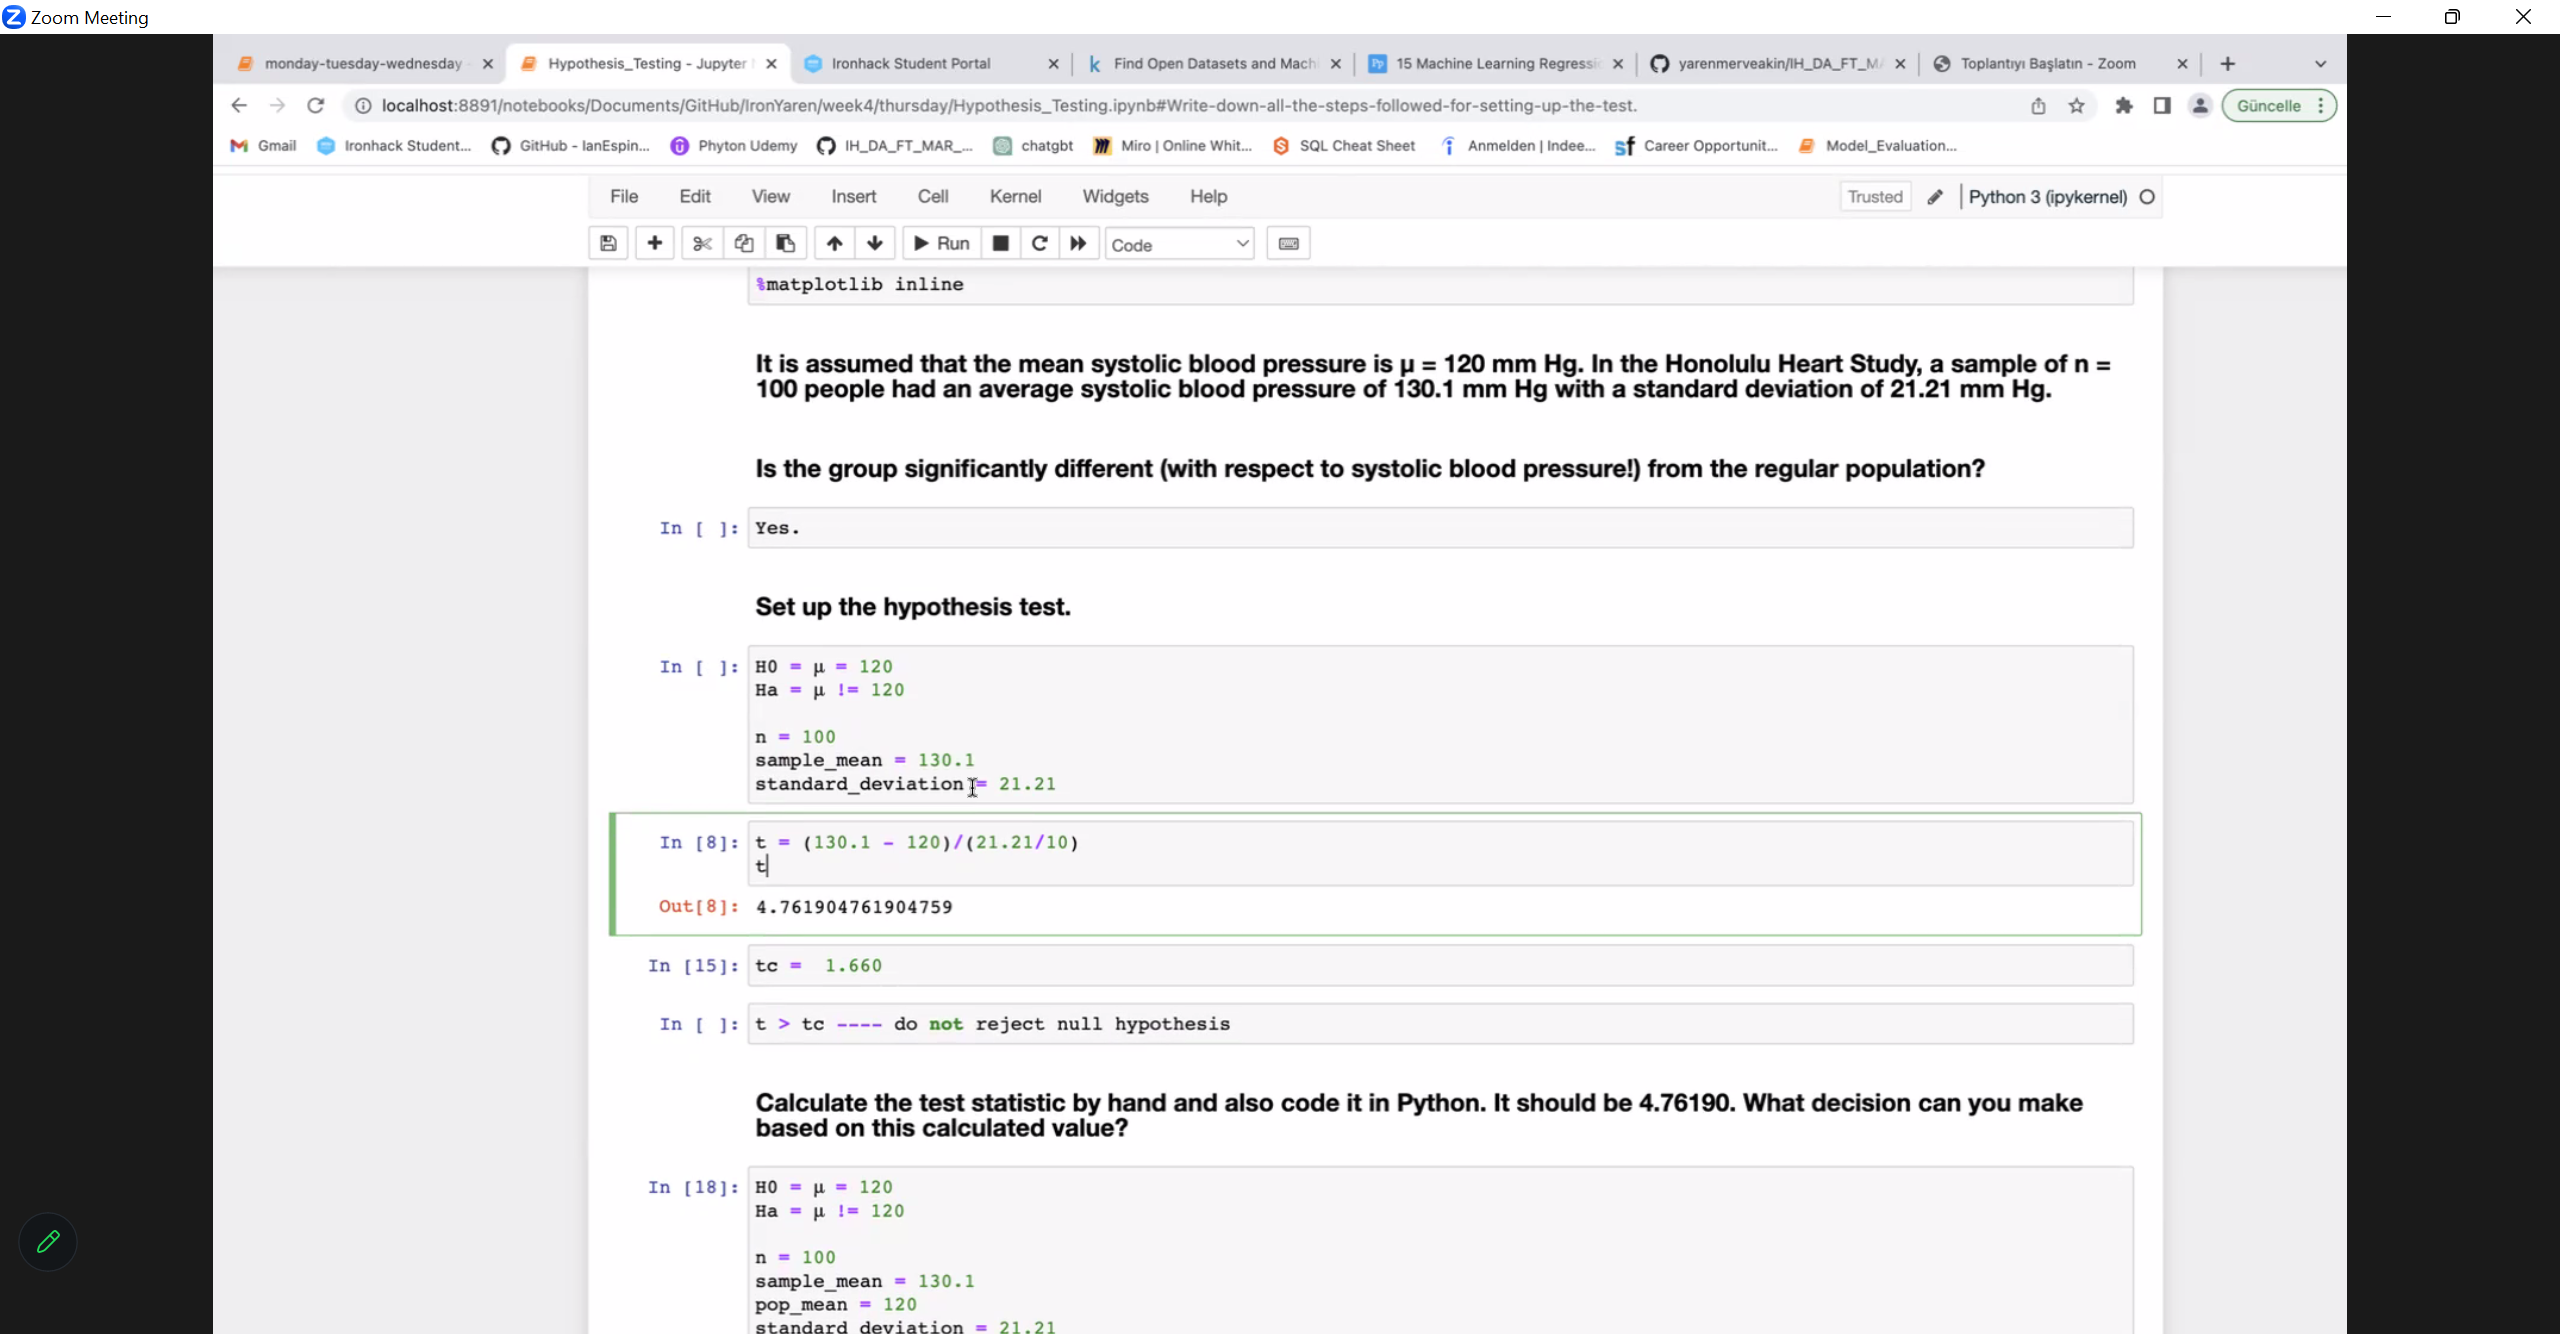 Zoom Meeting
monday-tuesday-wednesday
Hypothesis_Testing - Jupyter
Ironhack Student Portal
Find Open Datasets and Machi
15 Machine Learning Regressi
yarenmerveakin/IH_DA_FT_MA
Toplantıyı Başlatın - Zoom
localhost:8891/notebooks/Documents/GitHub/IronYaren/week4/thursday/Hypothesis_Testing.ipynb#Write-down-all-the-steps-followed-for-setting-up-the-test.
Güncelle
Gmail
Ironhack Student...
GitHub - IanEspin...
Phyton Udemy
IH_DA_FT_MAR_...
chatgbt
Miro | Online Whit...
SQL Cheat Sheet
Anmelden | Indee...
Career Opportunit...
Model_Evaluation...
File Edit View Insert Cell Kernel Widgets Help
Trusted
Python 3 (ipykernel)
Run
Code
%matplotlib inline
It is assumed that the mean systolic blood pressure is μ = 120 mm Hg. In the Honolulu Heart Study, a sample of n =
100 people had an average systolic blood pressure of 130.1 mm Hg with a standard deviation of 21.21 mm Hg.
Is the group significantly different (with respect to systolic blood pressure!) from the regular population?
In [ ]: Yes.
Set up the hypothesis test.
In [ ]: H0 = μ = 120
Ha = μ != 120
n = 100
sample_mean = 130.1
standard_deviation = 21.21
In [8]: t = (130.1 - 120)/(21.21/10)
t
Out[8]: 4.761904761904759
In [15]: tc =  1.660
In [ ]: t > tc ---- do not reject null hypothesis
Calculate the test statistic by hand and also code it in Python. It should be 4.76190. What decision can you make
based on this calculated value?
In [18]: H0 = μ = 120
Ha = μ != 120
n = 100
sample_mean = 130.1
pop_mean = 120
standard deviation = 21.21